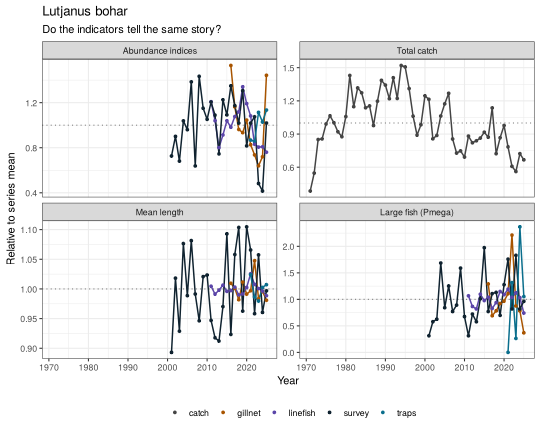 Lutjanus bohar
Do the indicators tell the same story?
Abundance indices
Total catch
1.2
0.8
0.4
1.5
1.2
0.9
0.6
Mean length
Large fish (Pmega)
1.10
1.05
1.00
0.95
0.90
2.0
1.5
1.0
0.5
0.0
1970 1980 1990 2000 2010 2020
1970 1980 1990 2000 2010 2020
Relative to series mean
Year
catch gillnet linefish survey traps